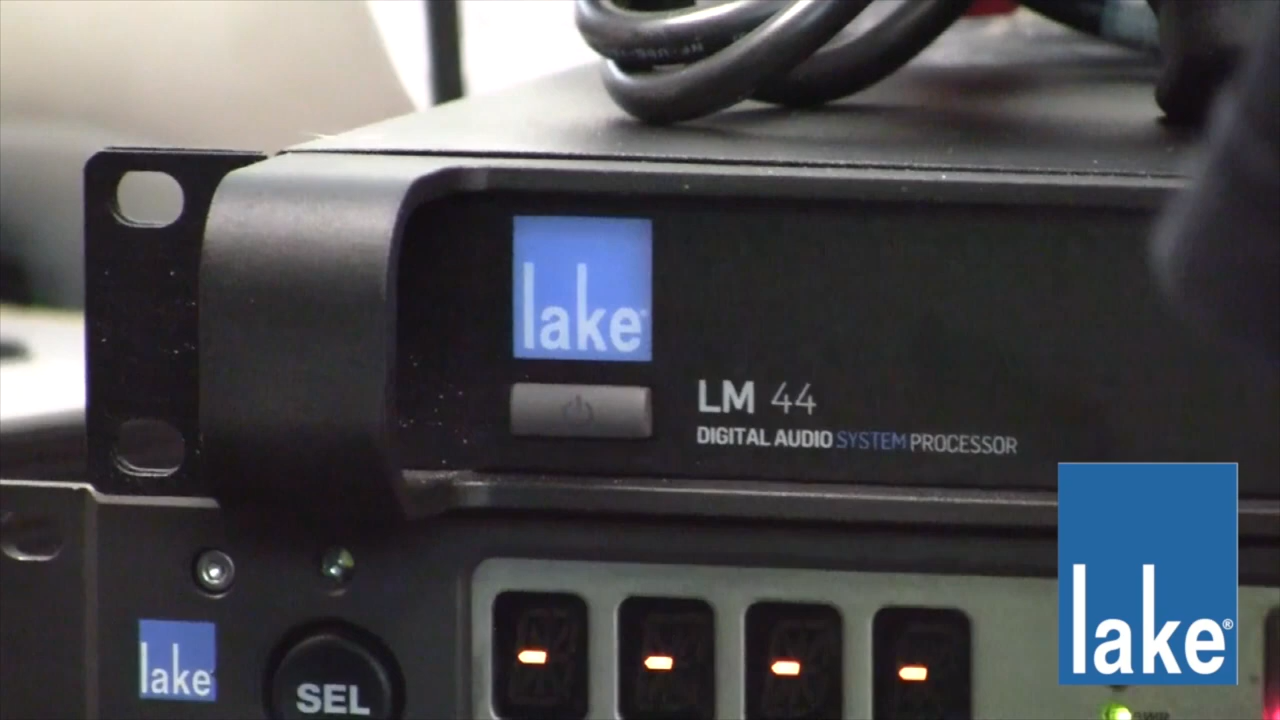 lake
LM 44
DIGITAL AUDIO SYSTEM PROCESSOR
lake®
lake
SEL